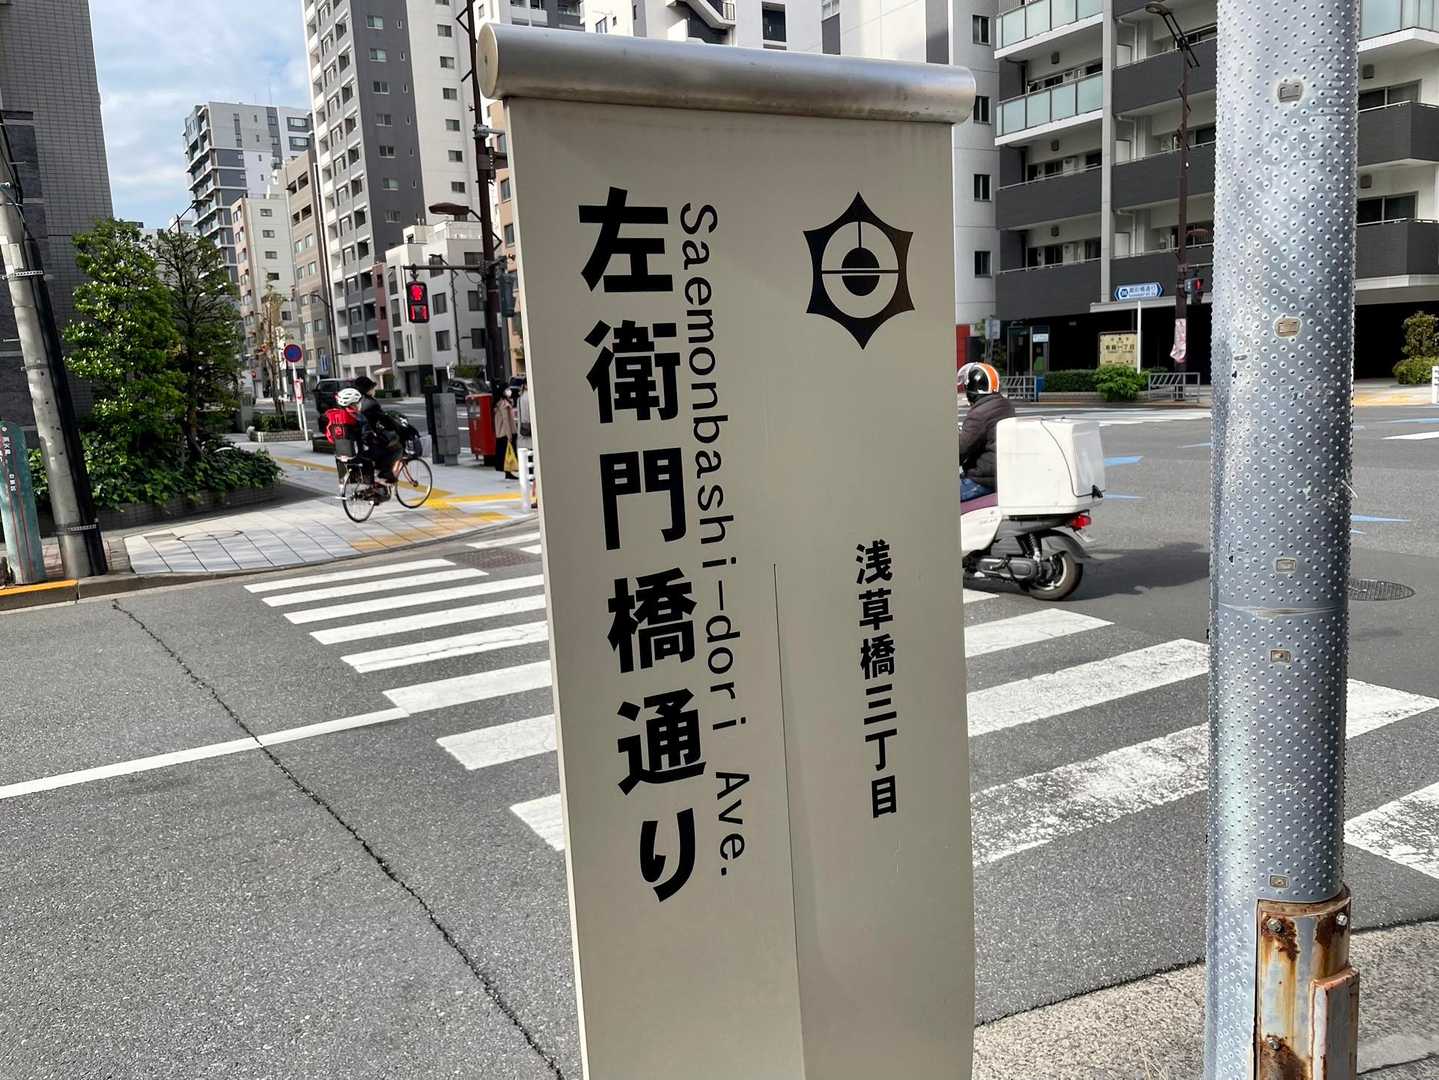 左衛門橋通り
Saemonbashi-dori Ave.
浅草橋三丁目